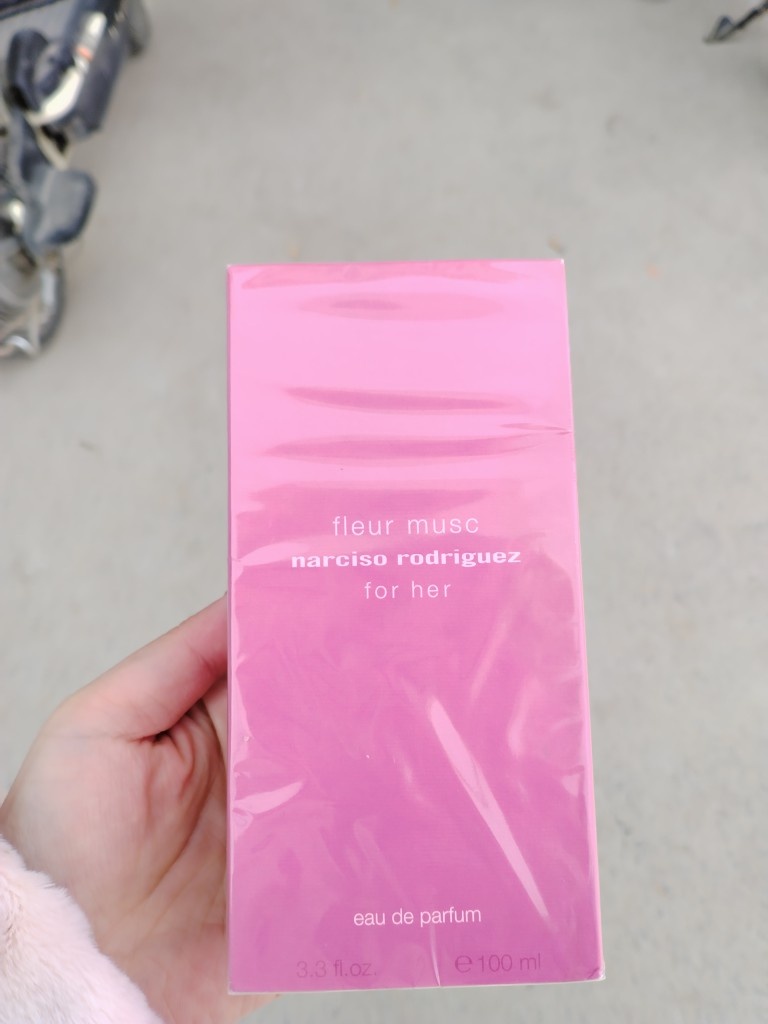 fleur musc
narciso rodriguez
for her
eau de parfum
3.3 fl.oz. ℮ 100 ml